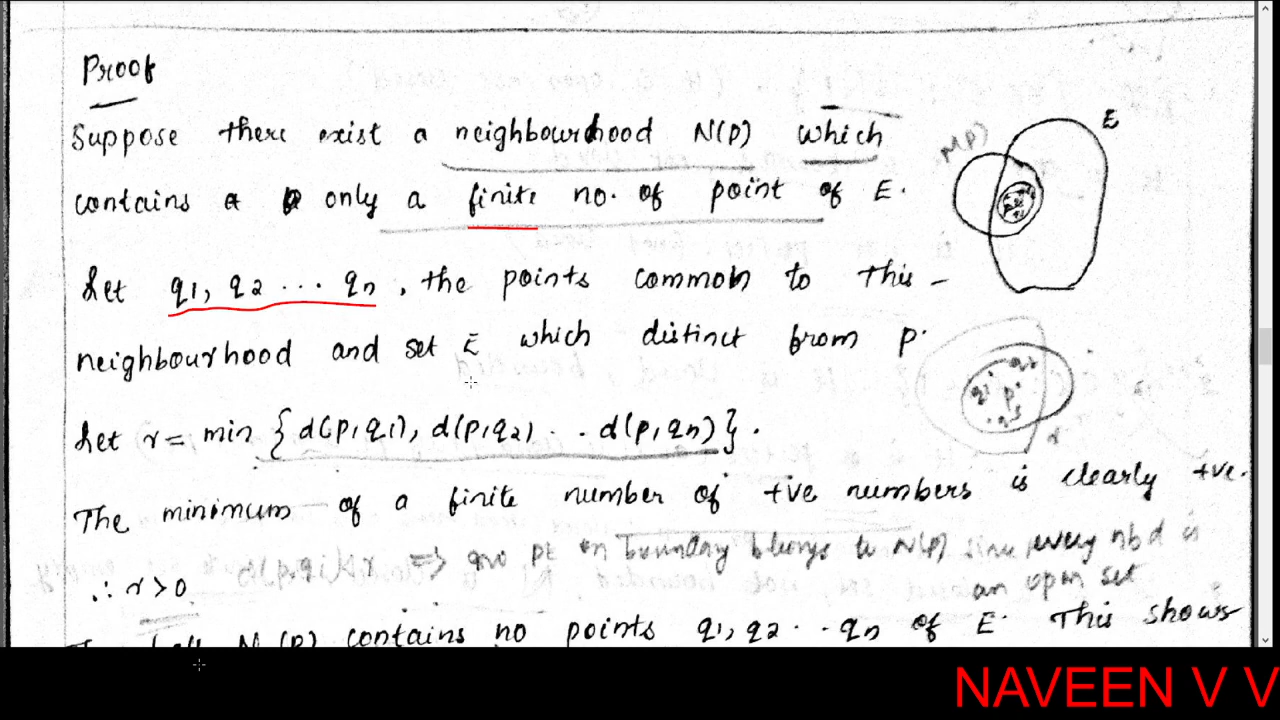 Proof
Suppose there exist a neighbourhood N(p) which
contains only a finite no. of point of E.
Let q1, q2 ... qn, the points common to this -
neighbourhood and set E which distinct from p.
Let r = min { d(p,q1), d(p,q2) .. d(p,qn) }.
The minimum of a finite number of +ve numbers is clearly +ve.
no pt on boundary belongs to N(p) since every nbd is
an open set
∴ r > 0
contains no points q1, q2 .. qn of E. This shows
E
N(p)
NAVEEN V V